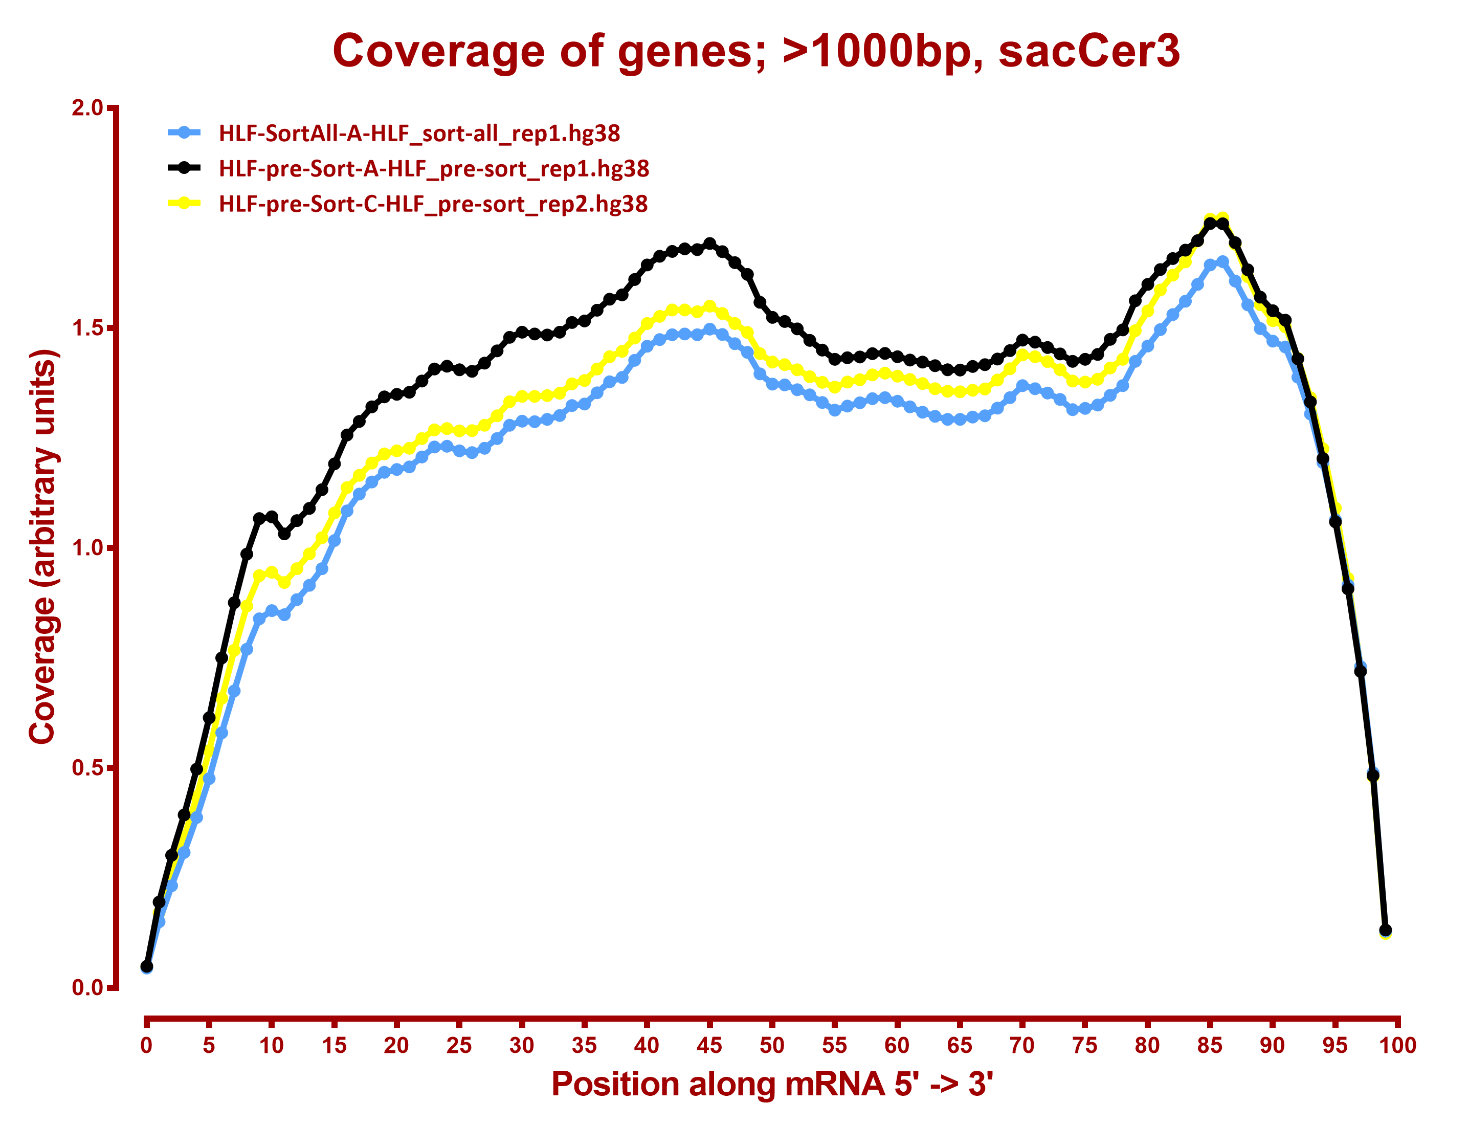 Coverage of genes; >1000bp, sacCer3
HLF-SortAll-A-HLF_sort-all_rep1.hg38
HLF-pre-Sort-A-HLF_pre-sort_rep1.hg38
HLF-pre-Sort-C-HLF_pre-sort_rep2.hg38
Coverage (arbitrary units)
2.0
1.5
1.0
0.5
0.0
0 5 10 15 20 25 30 35 40 45 50 55 60 65 70 75 80 85 90 95 100
Position along mRNA 5' -> 3'